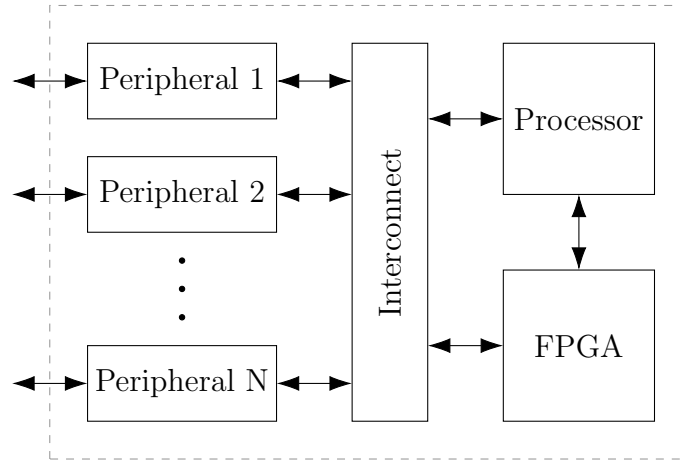 Peripheral 1
Processor
Peripheral 2
Interconnect
FPGA
Peripheral N